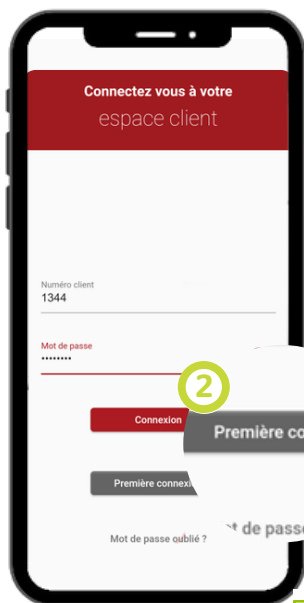 Connectez vous à votre
espace client
Numéro client
1344
Mot de passe
••••••••
2
Connexion
Première co
Première connexi
t de pass
Mot de passe oublié ?